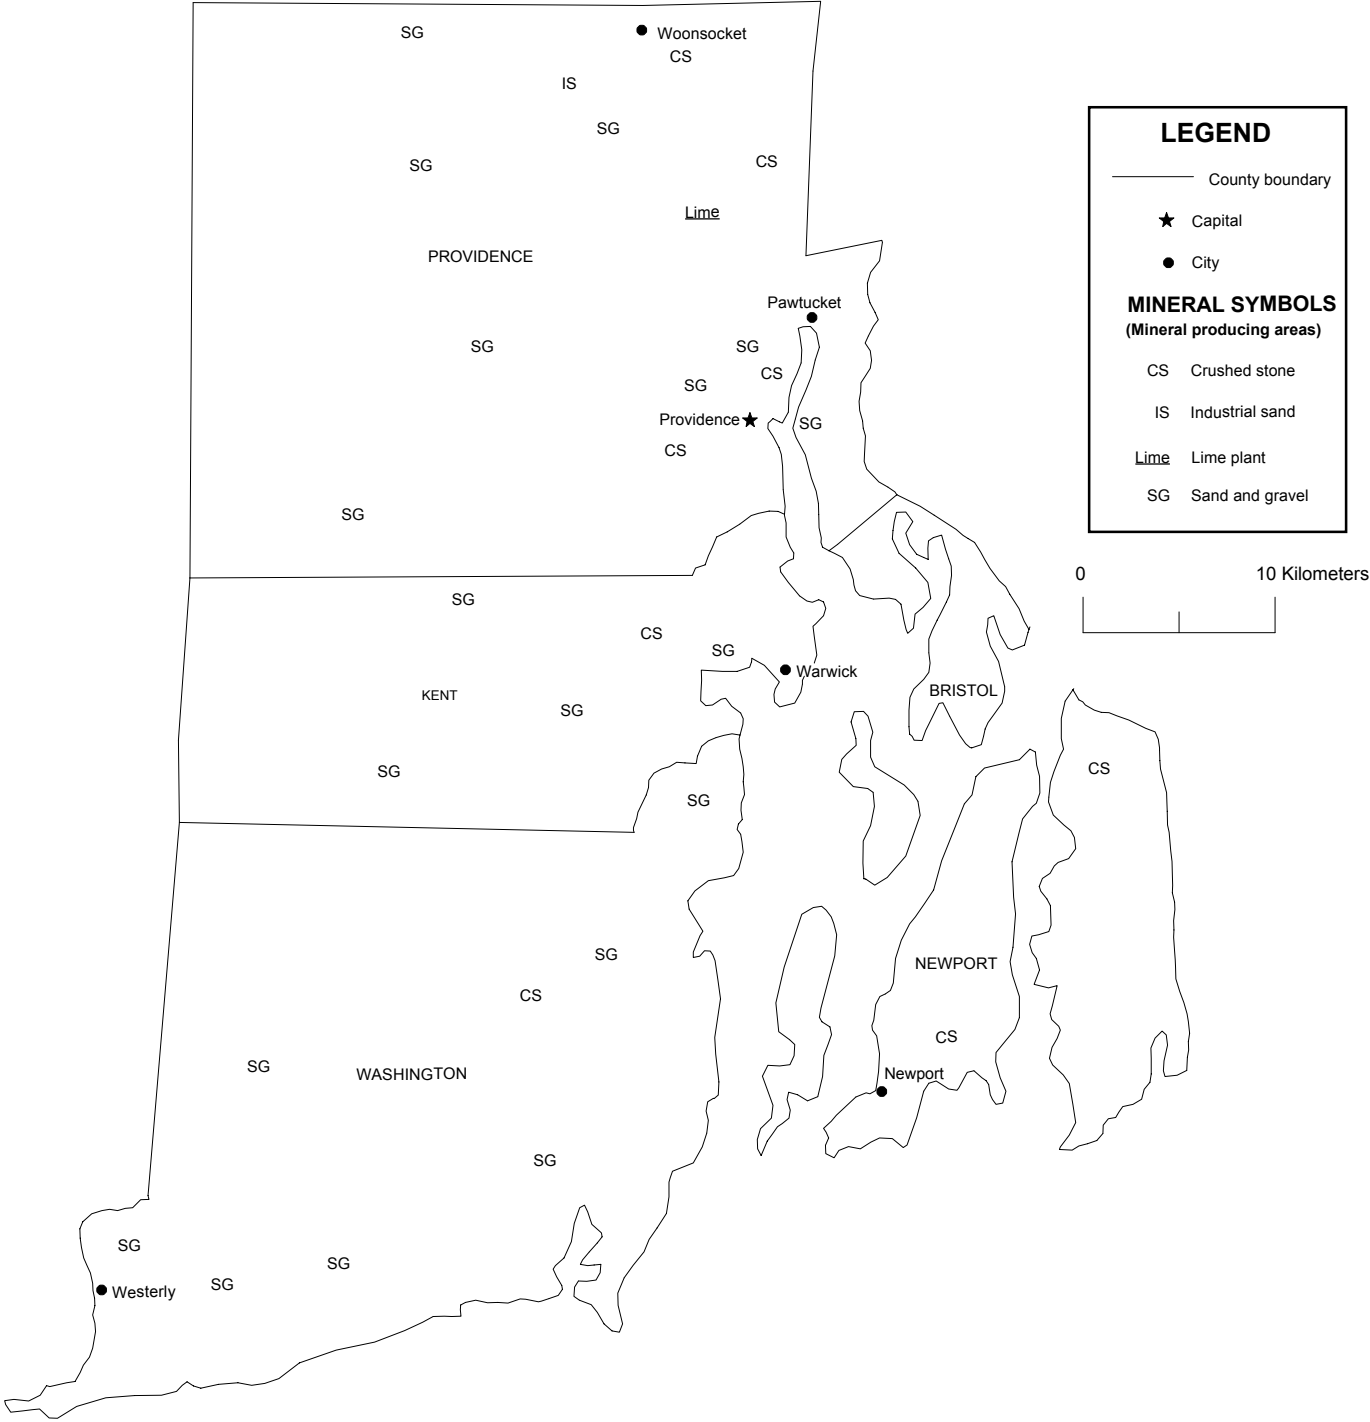 SG
Woonsocket
CS
IS
SG
SG
CS
Lime
PROVIDENCE
Pawtucket
SG
SG
CS
SG
Providence
SG
CS
SG
SG
CS
SG
Warwick
KENT
SG
SG
SG
BRISTOL
CS
SG
CS
NEWPORT
CS
Newport
SG
WASHINGTON
SG
SG
SG
SG
Westerly
LEGEND
County boundary
Capital
City
MINERAL SYMBOLS
(Mineral producing areas)
CS Crushed stone
IS Industrial sand
Lime Lime plant
SG Sand and gravel
0 10 Kilometers